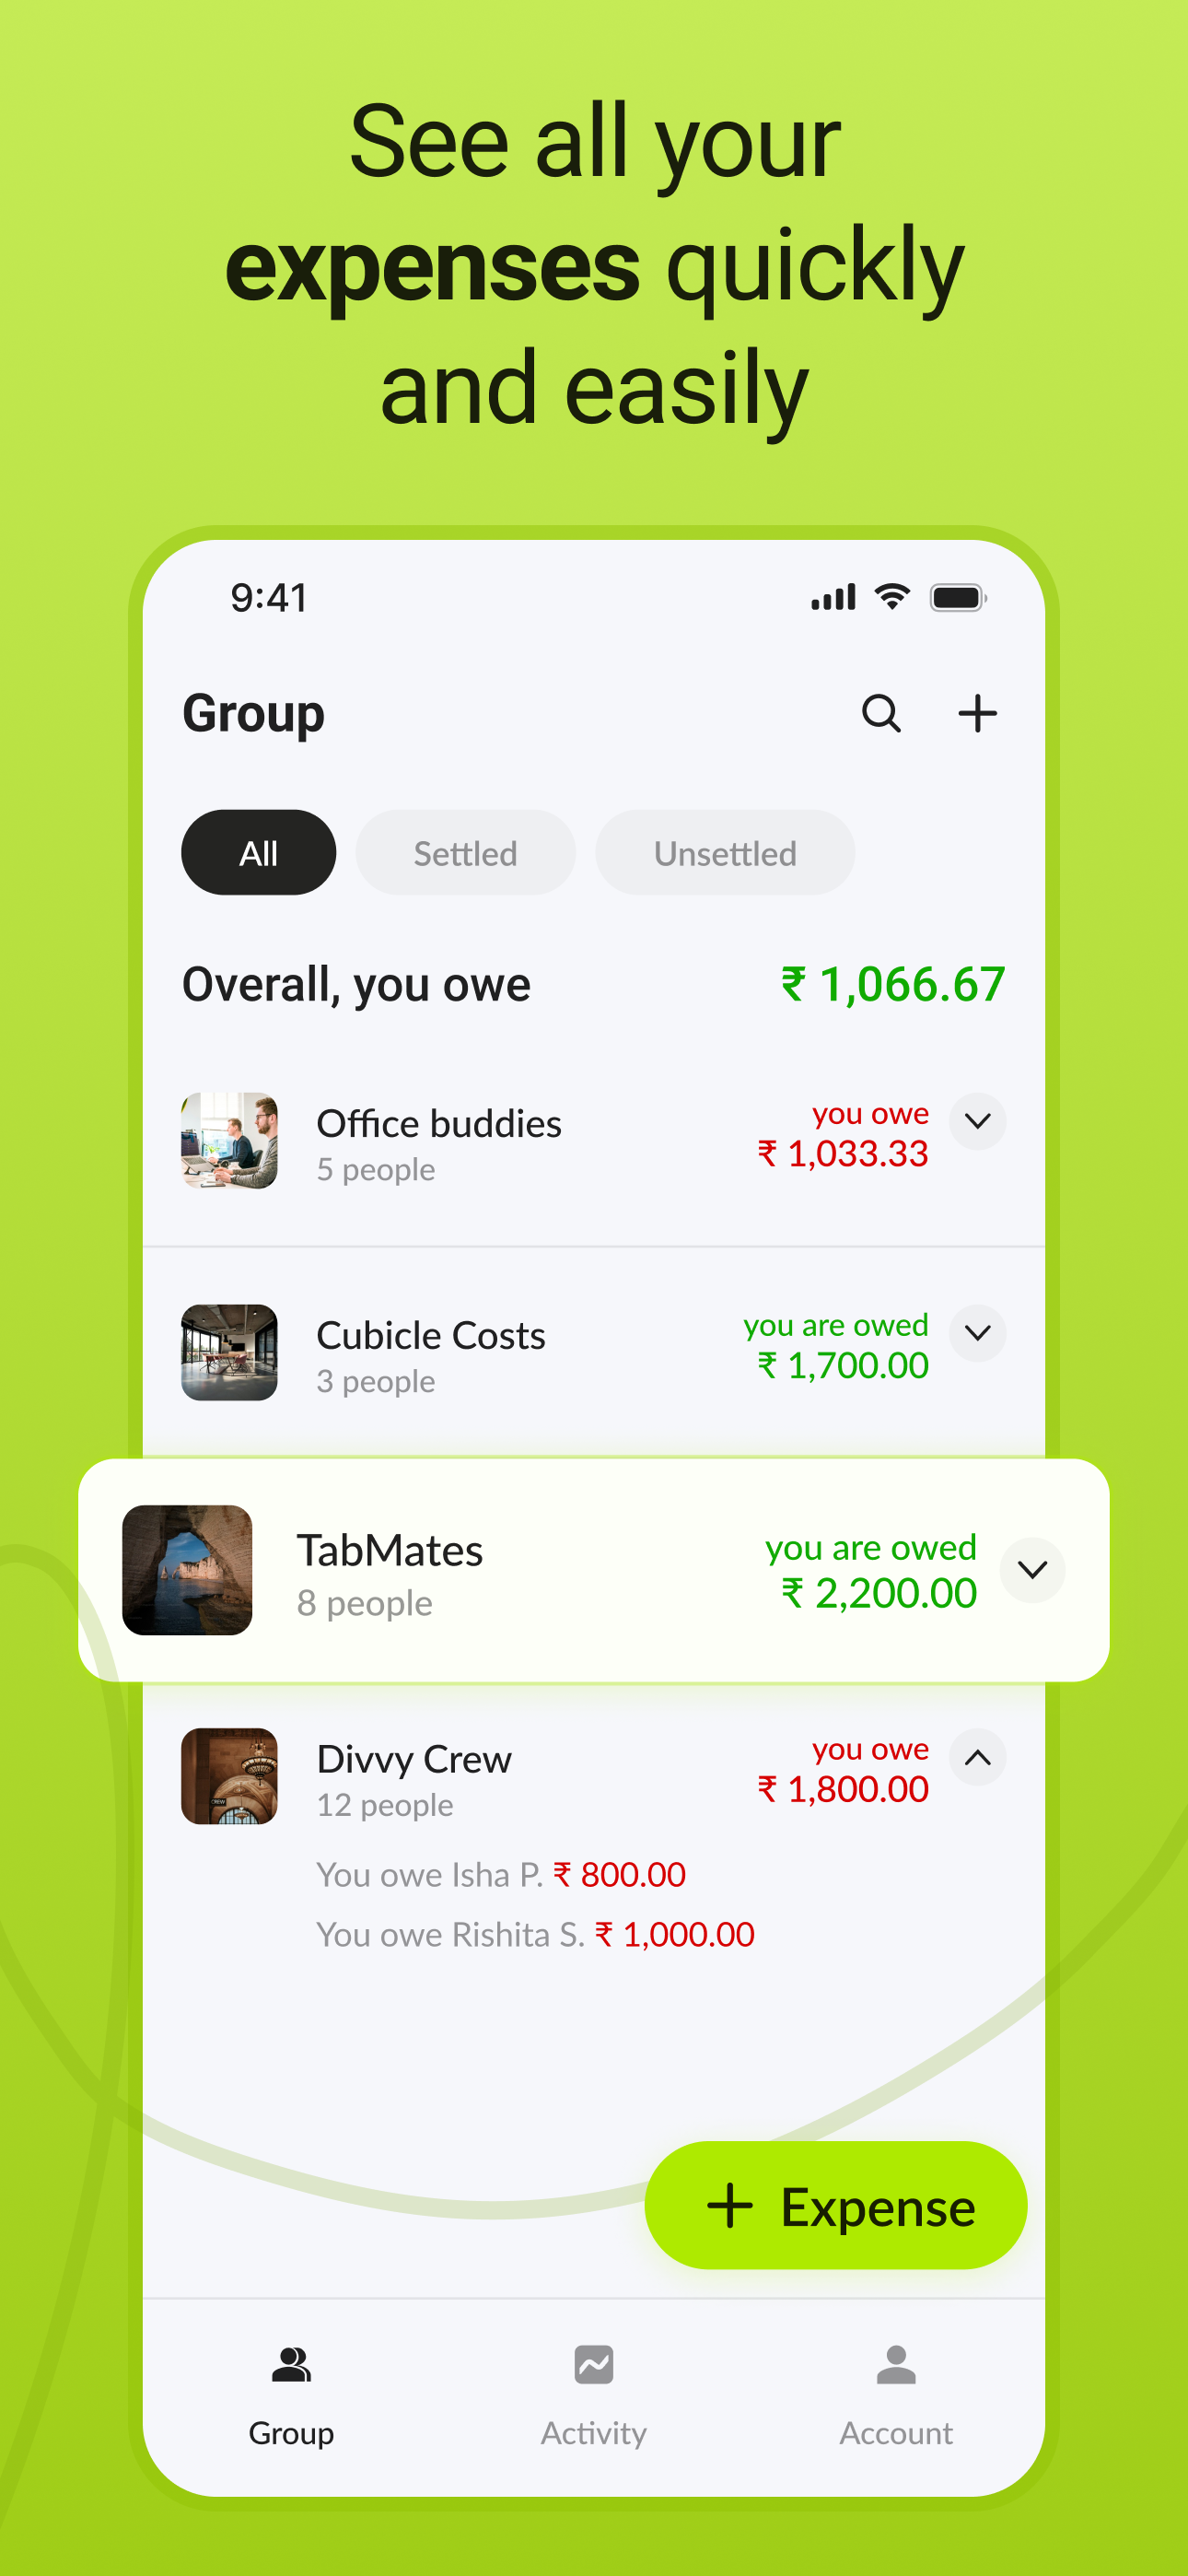 See all your
expenses quickly
and easily
9:41
Group
All Settled Unsettled
Overall, you owe ₹ 1,066.67
Office buddies you owe
5 people ₹ 1,033.33
Cubicle Costs you are owed
3 people ₹ 1,700.00
TabMates you are owed
8 people ₹ 2,200.00
Divvy Crew you owe
12 people ₹ 1,800.00
CREW
You owe Isha P. ₹ 800.00
You owe Rishita S. ₹ 1,000.00
+ Expense
Group Activity Account